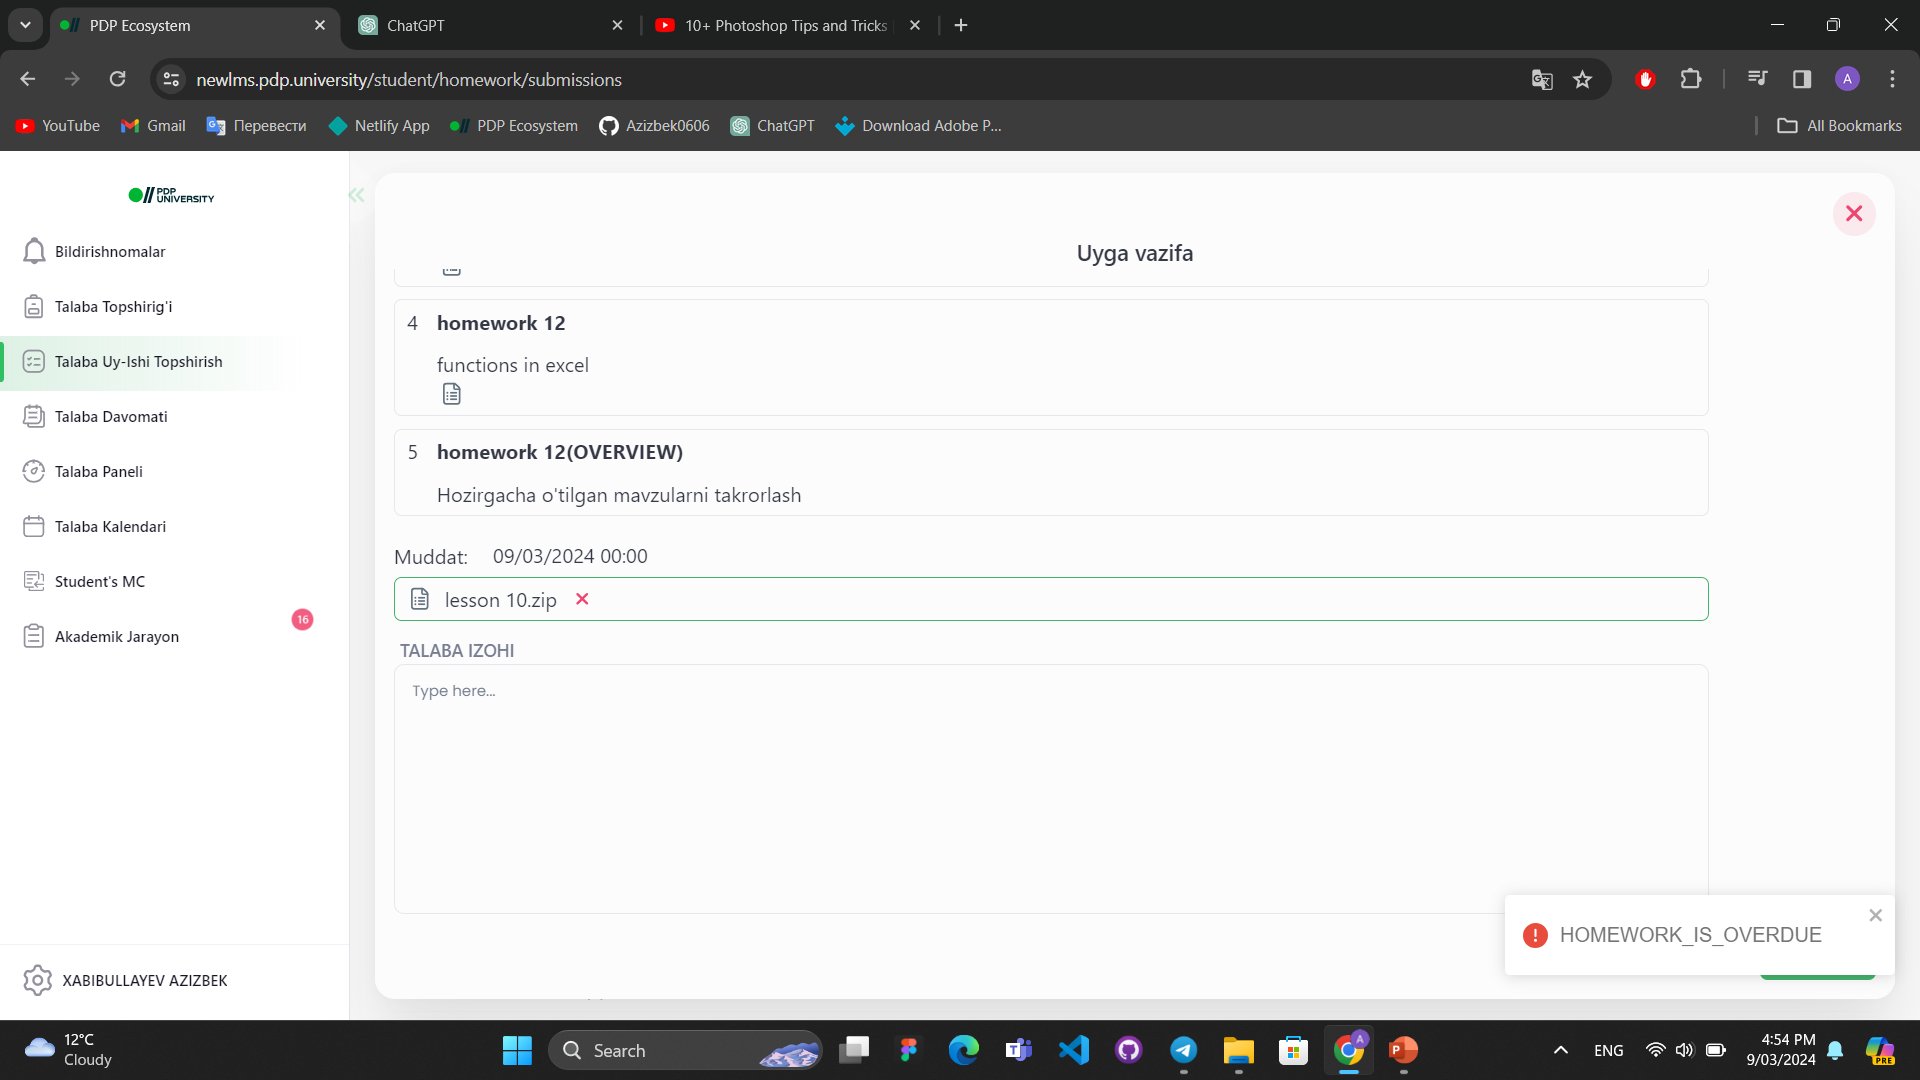 PDP Ecosystem
ChatGPT
10+ Photoshop Tips and Tricks
newlms.pdp.university/student/homework/submissions
A
YouTube
Gmail
Перевести
Netlify App
PDP Ecosystem
Azizbek0606
ChatGPT
Download Adobe P...
All Bookmarks
PDP
UNIVERSITY
Bildirishnomalar
Talaba Topshirig'i
Talaba Uy-Ishi Topshirish
Talaba Davomati
Talaba Paneli
Talaba Kalendari
Student's MC
16
Akademik Jarayon
XABIBULLAYEV AZIZBEK
Uyga vazifa
4 homework 12
functions in excel
5 homework 12(OVERVIEW)
Hozirgacha o'tilgan mavzularni takrorlash
Muddat: 09/03/2024 00:00
lesson 10.zip
TALABA IZOHI
Type here...
HOMEWORK_IS_OVERDUE
12°C
Cloudy
Search
A
ENG
4:54 PM
9/03/2024
PRE